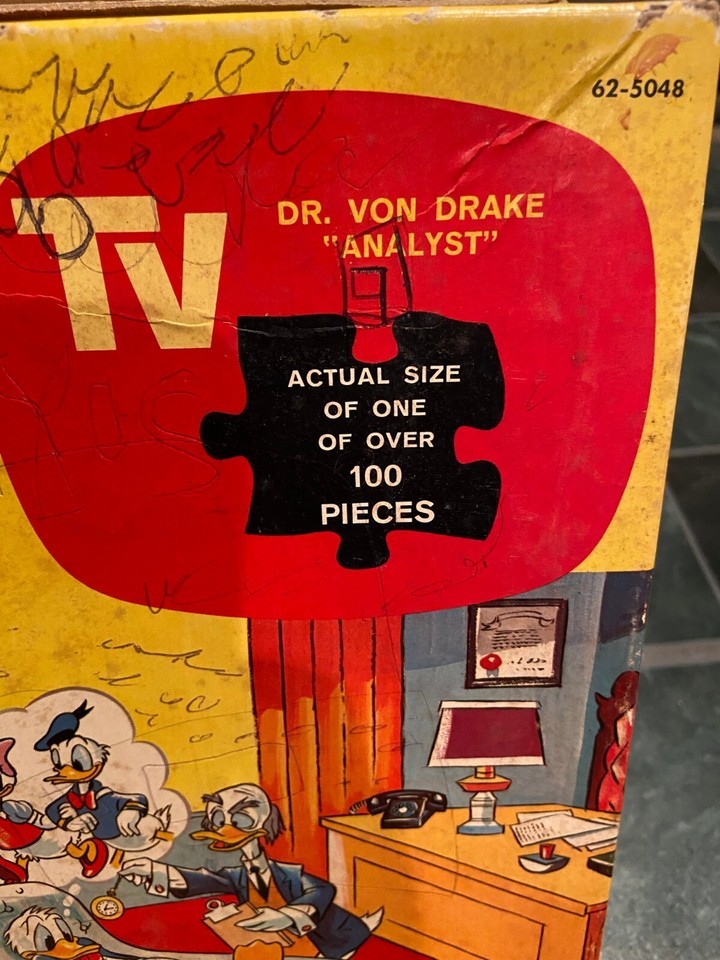 62-5048
TV
DR. VON DRAKE
"ANALYST"
ACTUAL SIZE
OF ONE
OF OVER
100
PIECES